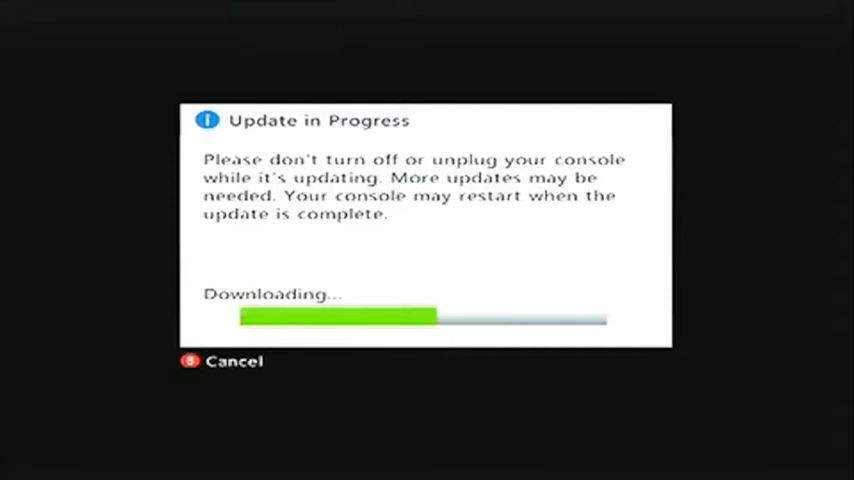 Update in Progress
Please don't turn off or unplug your console
while it's updating. More updates may be
needed. Your console may restart when the
update is complete.
Downloading...
B Cancel